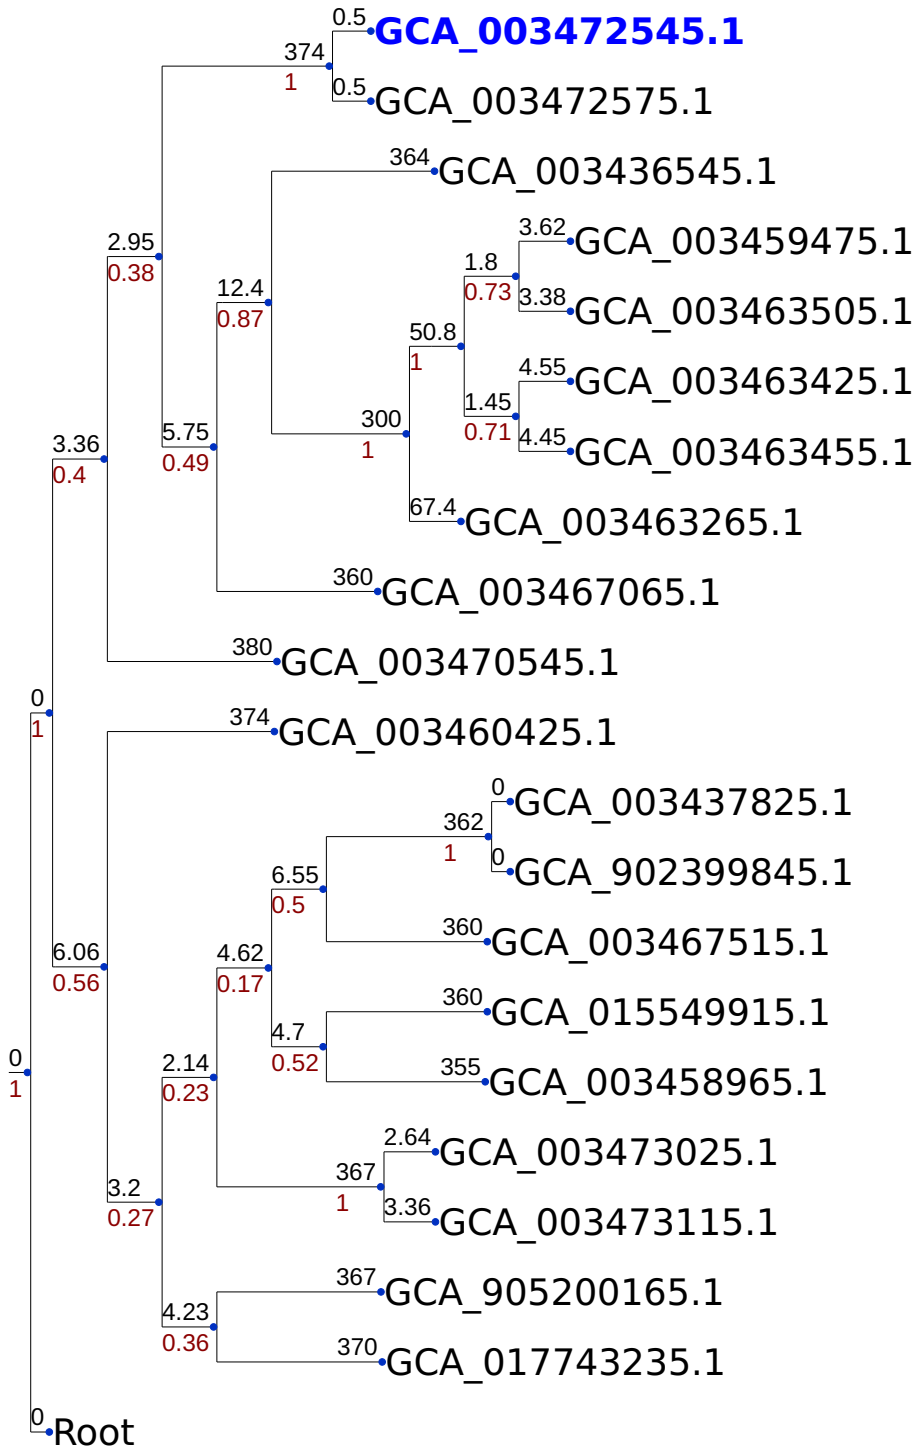 0.5
GCA_003472545.1
374
1
0.5
GCA_003472575.1
364
GCA_003436545.1
3.62
GCA_003459475.1
2.95
0.38
1.8
0.73
12.4
0.87
3.38
GCA_003463505.1
50.8
1
4.55
GCA_003463425.1
1.45
0.71
300
1
5.75
0.49
3.36
0.4
4.45
GCA_003463455.1
67.4
GCA_003463265.1
360
GCA_003467065.1
380
GCA_003470545.1
0
1
374
GCA_003460425.1
0
GCA_003437825.1
362
1
0
GCA_902399845.1
6.55
0.5
360
GCA_003467515.1
6.06
0.56
4.62
0.17
360
GCA_015549915.1
4.7
0.52
0
1
2.14
0.23
355
GCA_003458965.1
2.64
GCA_003473025.1
367
1
3.2
0.27
3.36
GCA_003473115.1
367
GCA_905200165.1
4.23
0.36
370
GCA_017743235.1
0
Root